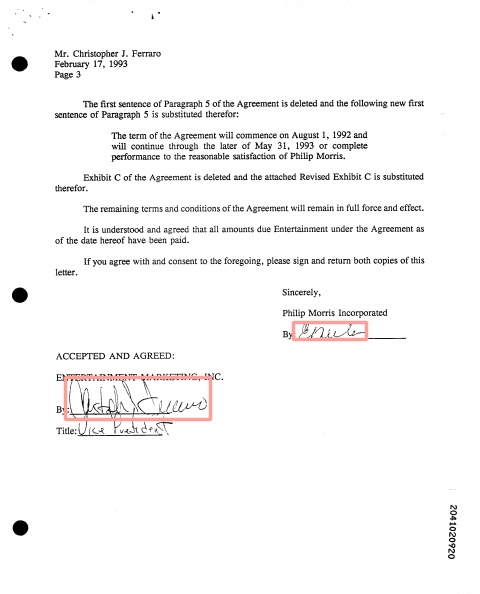 Mr. Christopher J. Ferraro
February 17, 1993
Page 3
The first sentence of Paragraph 5 of the Agreement is deleted and the following new first
sentence of Paragraph 5 is substituted therefor:
The term of the Agreement will commence on August 1, 1992 and
will continue through the later of May 31, 1993 or complete
performance to the reasonable satisfaction of Philip Morris.
Exhibit C of the Agreement is deleted and the attached Revised Exhibit C is substituted
therefor.
The remaining terms and conditions of the Agreement will remain in full force and effect.
It is understood and agreed that all amounts due Entertainment under the Agreement as
of the date hereof have been paid.
If you agree with and consent to the foregoing, please sign and return both copies of this
letter.
Sincerely,
Philip Morris Incorporated
By
ACCEPTED AND AGREED:
ENTERTAINMENT MARKETING, INC.
By:
Title: Vice President
2041020920